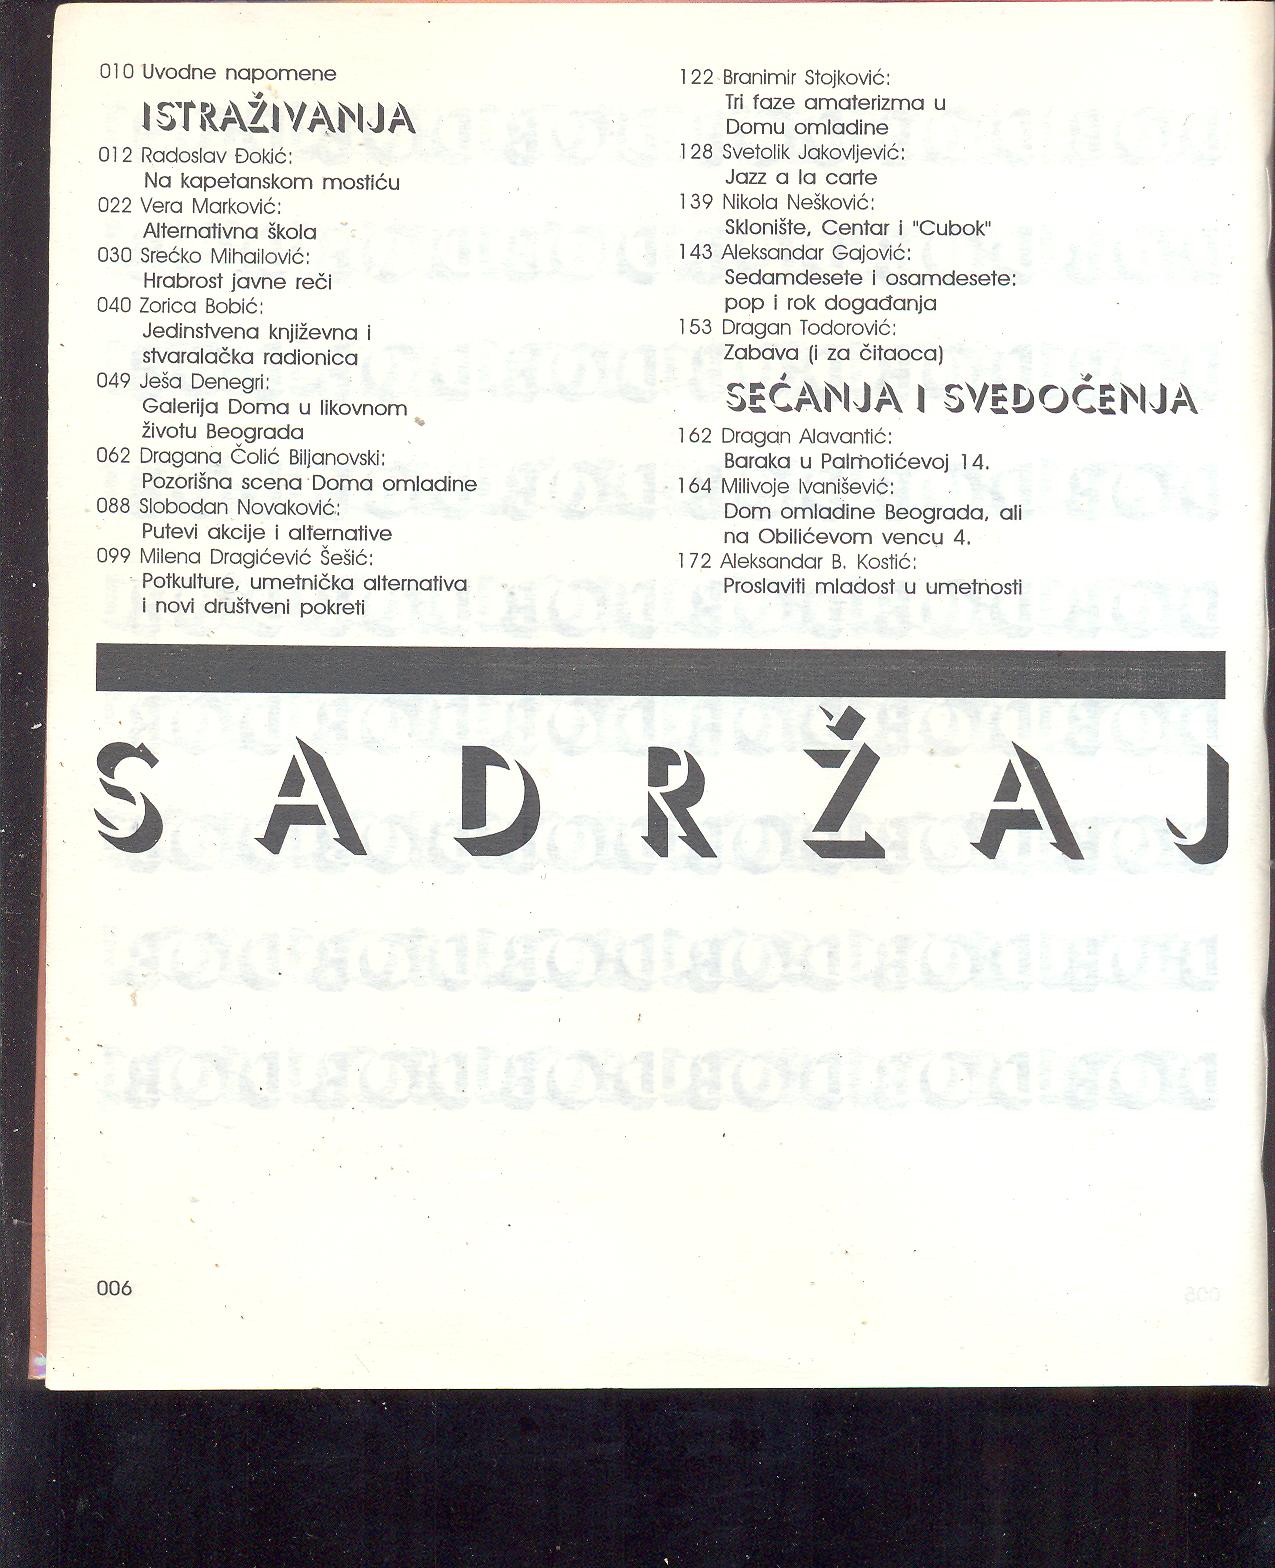 010 Uvodne napomene
ISTRAŽIVANJA
012 Radoslav Đokić:
Na kapetanskom mostiću
022 Vera Marković:
Alternativna škola
030 Srećko Mihailović:
Hrabrost javne reči
040 Zorica Bobić:
Jedinstvena književna i
stvaralačka radionica
049 Ješa Denegri:
Galerija Doma u likovnom
životu Beograda
062 Dragana Čolić Biljanovski:
Pozorišna scena Doma omladine
088 Slobodan Novaković:
Putevi akcije i alternative
099 Milena Dragićević Šešić:
Potkulture, umetnička alternativa
i novi društveni pokreti
122 Branimir Stojković:
Tri faze amaterizma u
Domu omladine
128 Svetolik Jakovljević:
Jazz a la carte
139 Nikola Nešković:
Sklonište, Centar i "Cubok"
143 Aleksandar Gajović:
Sedamdesete i osamdesete:
pop i rok događanja
153 Dragan Todorović:
Zabava (i za čitaoca)
SEĆANJA I SVEDOČENJA
162 Dragan Alavantić:
Baraka u Palmotićevoj 14.
164 Milivoje Ivanišević:
Dom omladine Beograda, ali
na Obilićevom vencu 4.
172 Aleksandar B. Kostić:
Proslaviti mladost u umetnosti
SADRŽAJ
006